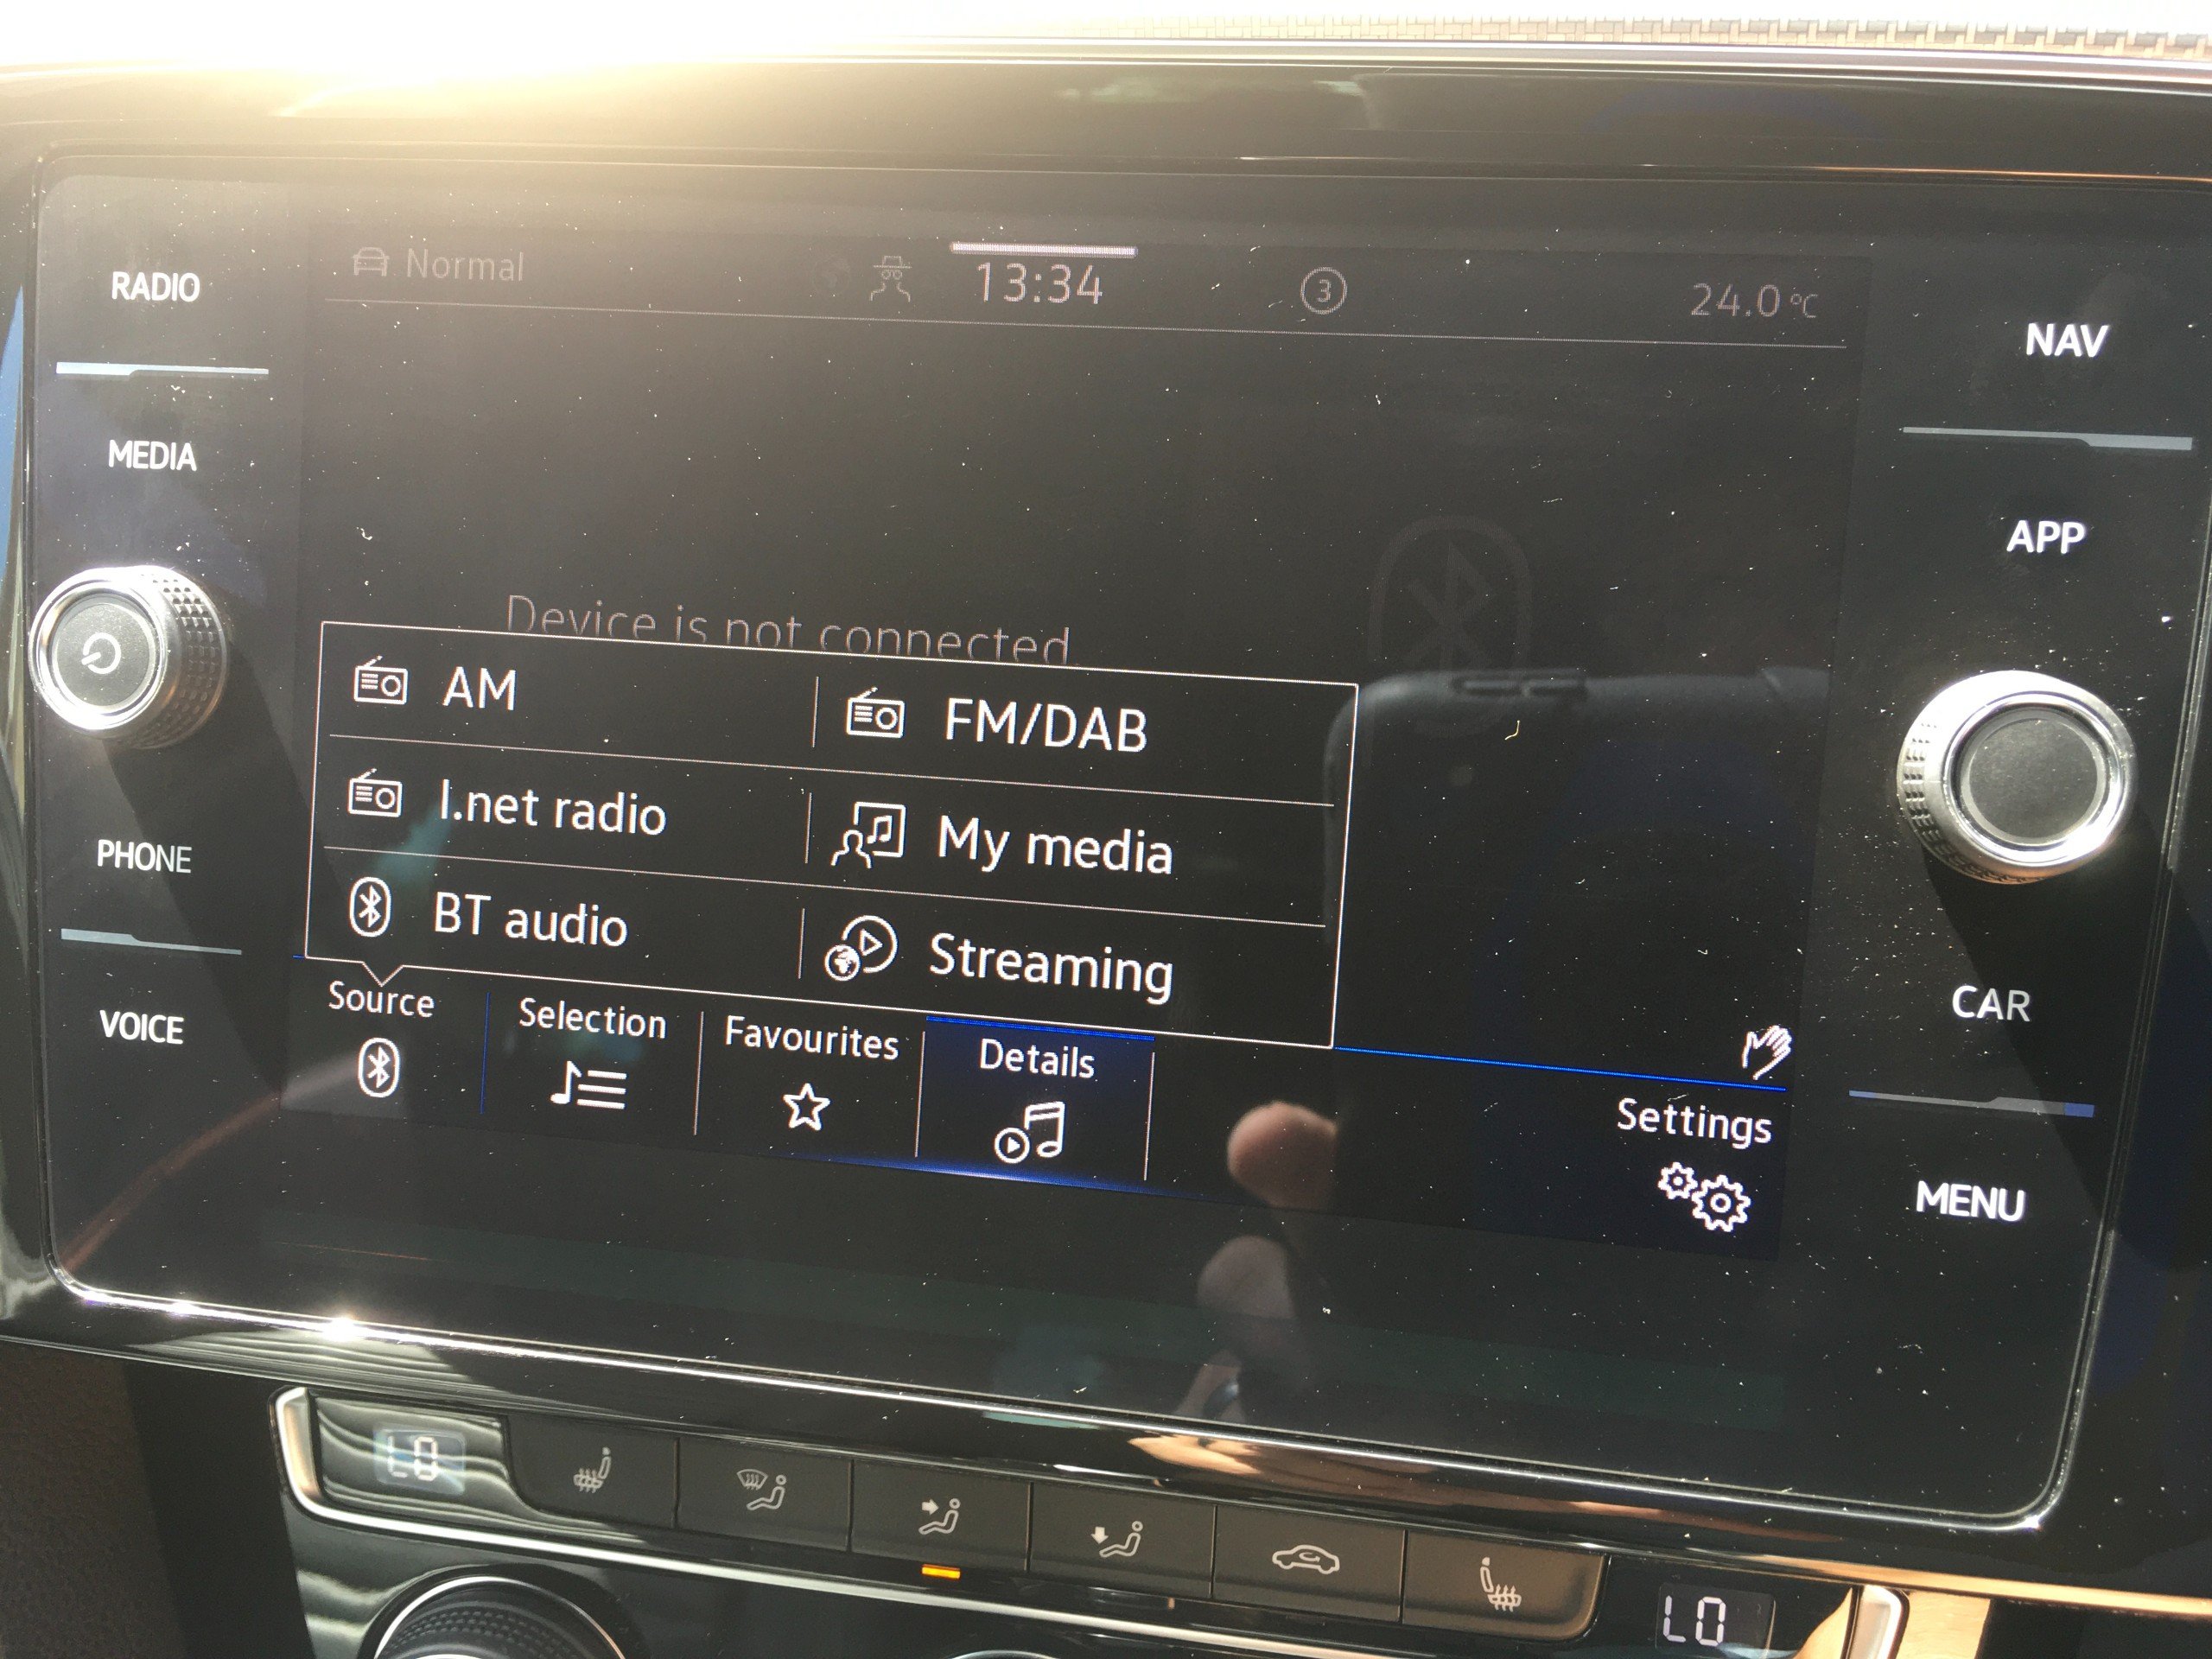 RADIO
MEDIA
PHONE
VOICE
Normal
13:34
3
24.0 °C
Device is not connected.
AM
FM/DAB
I.net radio
My media
BT audio
Streaming
Source
Selection
Favourites
Details
Settings
NAV
APP
CAR
MENU
LO
LO